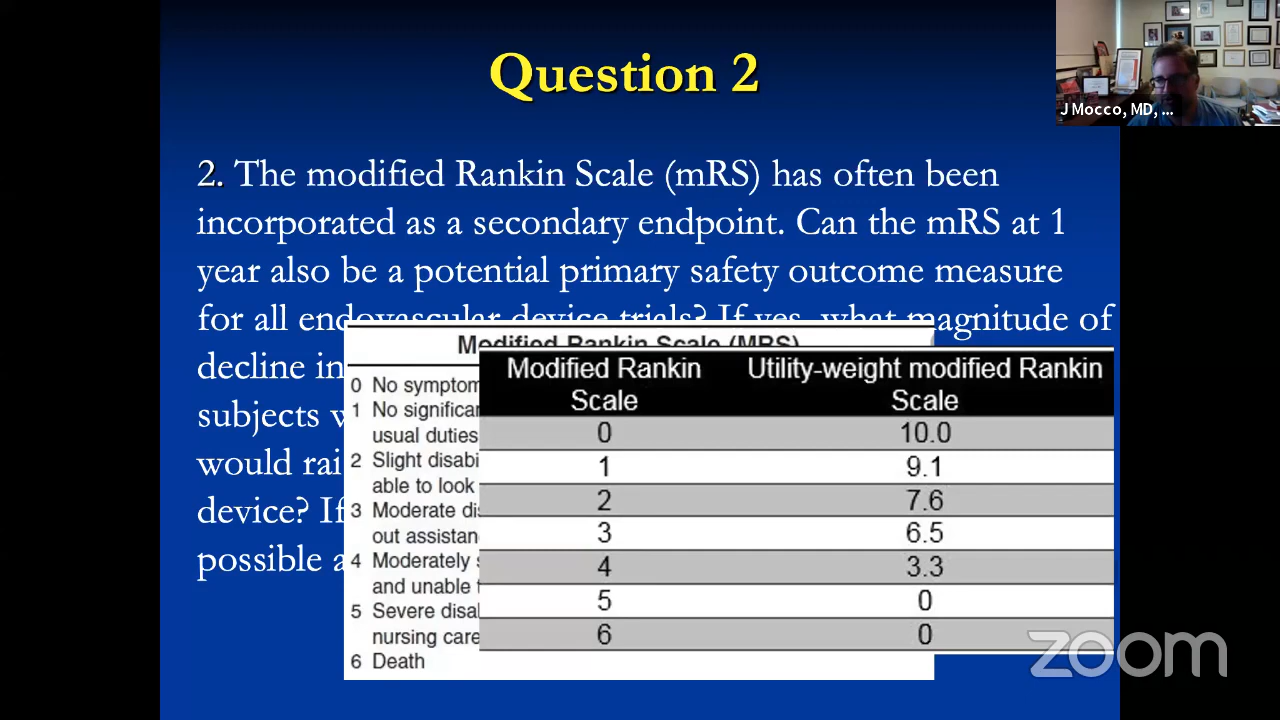 Question 2
J Mocco, MD, ...
2. The modified Rankin Scale (mRS) has often been
incorporated as a secondary endpoint. Can the mRS at 1
year also be a potential primary safety outcome measure
for all endovascular device trials? If yes, what magnitude of
decline in
subjects
would rai
device? If
possible a
Modified Rankin Scale (MRS)
0 No symptom
1 No significa
usual duties
2 Slight disabi
able to look
3 Moderate dis
out assistan
4 Moderately
and unable
5 Severe disa
nursing care
6 Death
Modified Rankin Scale Utility-weight modified Rankin Scale
0 10.0
1 9.1
2 7.6
3 6.5
4 3.3
5 0
6 0
zoom